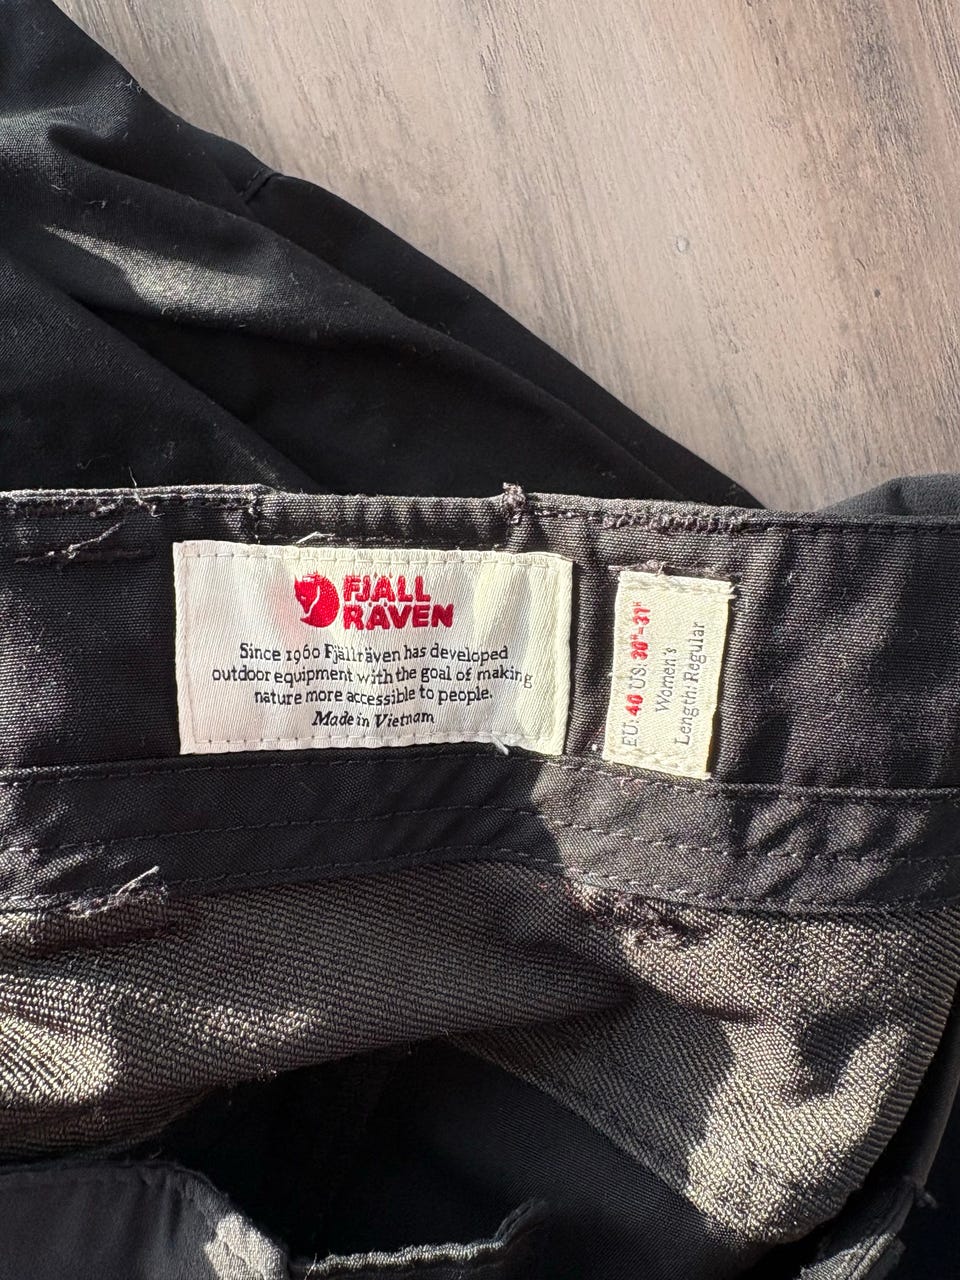 FJÄLL
RÄVEN
Since 1960 Fjällräven has developed
outdoor equipment with the goal of making
nature more accessible to people.
Made in Vietnam
EU: 40 US: 30"-31"
Women's
Length: Regular